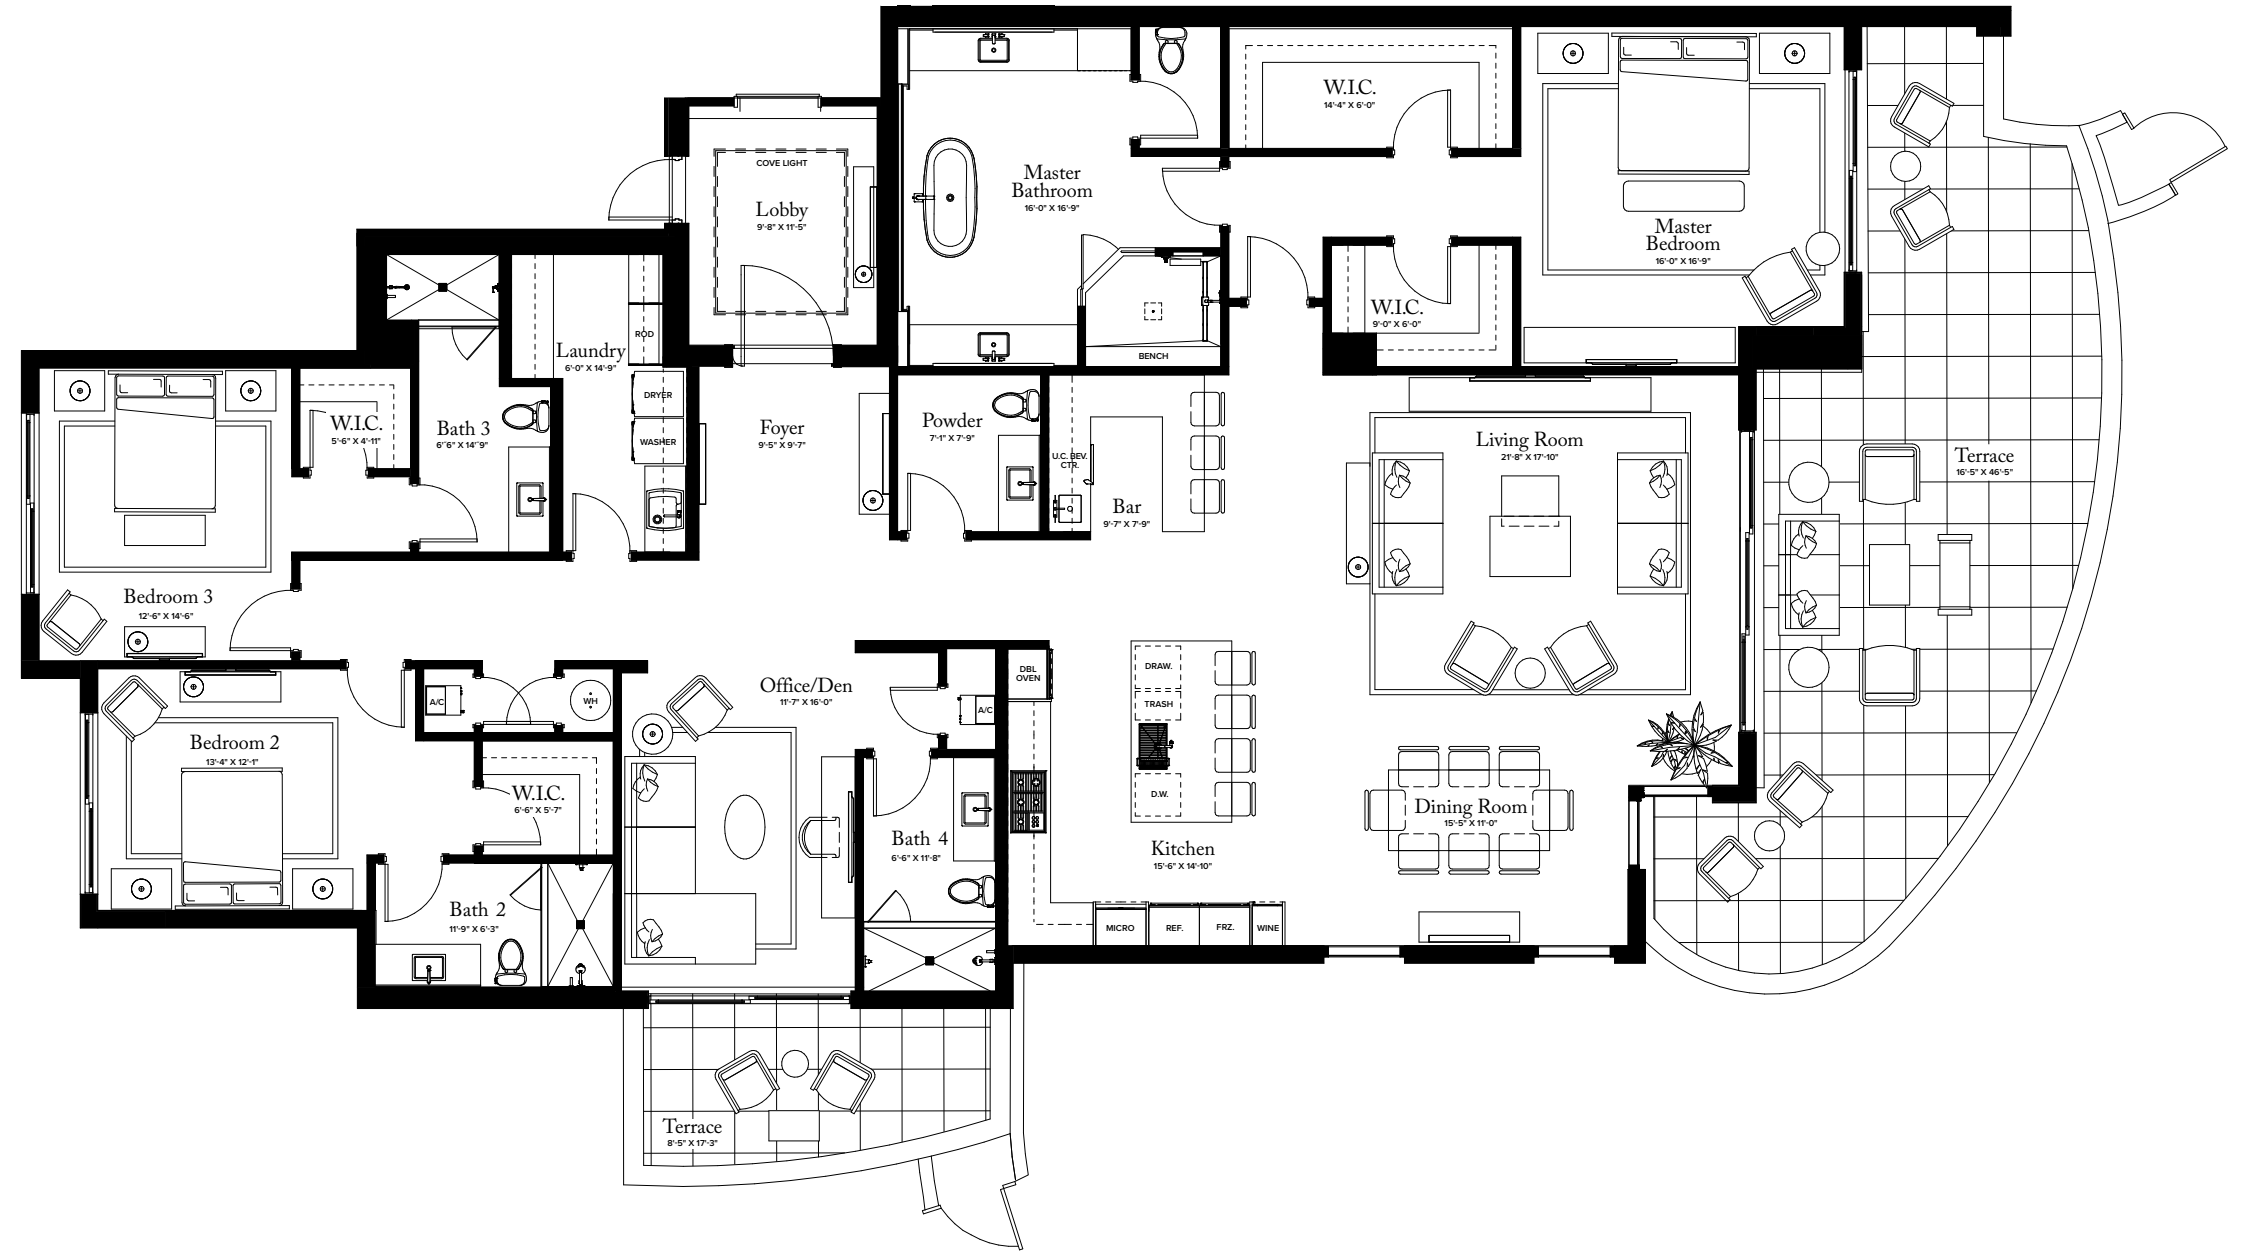 W.I.C.
14'-4" X 6'-0"
COVE LIGHT
Lobby
9'-8" X 11'-5"
Master
Bathroom
16'-0" X 16'-9"
Master
Bedroom
16'-0" X 16'-9"
W.I.C.
9'-0" X 6'-0"
BENCH
ROD
Laundry
6'-0" X 14'-9"
DRYER
WASHER
W.I.C.
5'-6" X 4'-11"
Bath 3
6'6" X 14'9"
Foyer
9'-5" X 9'-7"
Powder
7'-1" X 7'-9"
U.C. BEV.
CTR.
Bar
9'-7" X 7'-9"
Living Room
21'-8" X 17'-10"
Terrace
16'-5" X 46'-5"
Bedroom 3
12'-6" X 14'-6"
A/C
WH
Office/Den
11'-7" X 16'-0"
A/C
DBL
OVEN
DRAW.
TRASH
D.W.
Bedroom 2
13'-4" X 12'-1"
W.I.C.
6'-6" X 5'-7"
Bath 4
6'-6" X 11'-8"
Kitchen
15'-6" X 14'-10"
Dining Room
15'-5" X 11'-0"
Bath 2
11'-9" X 6'-3"
MICRO
REF.
FRZ.
WINE
Terrace
8'-5" X 17'-3"